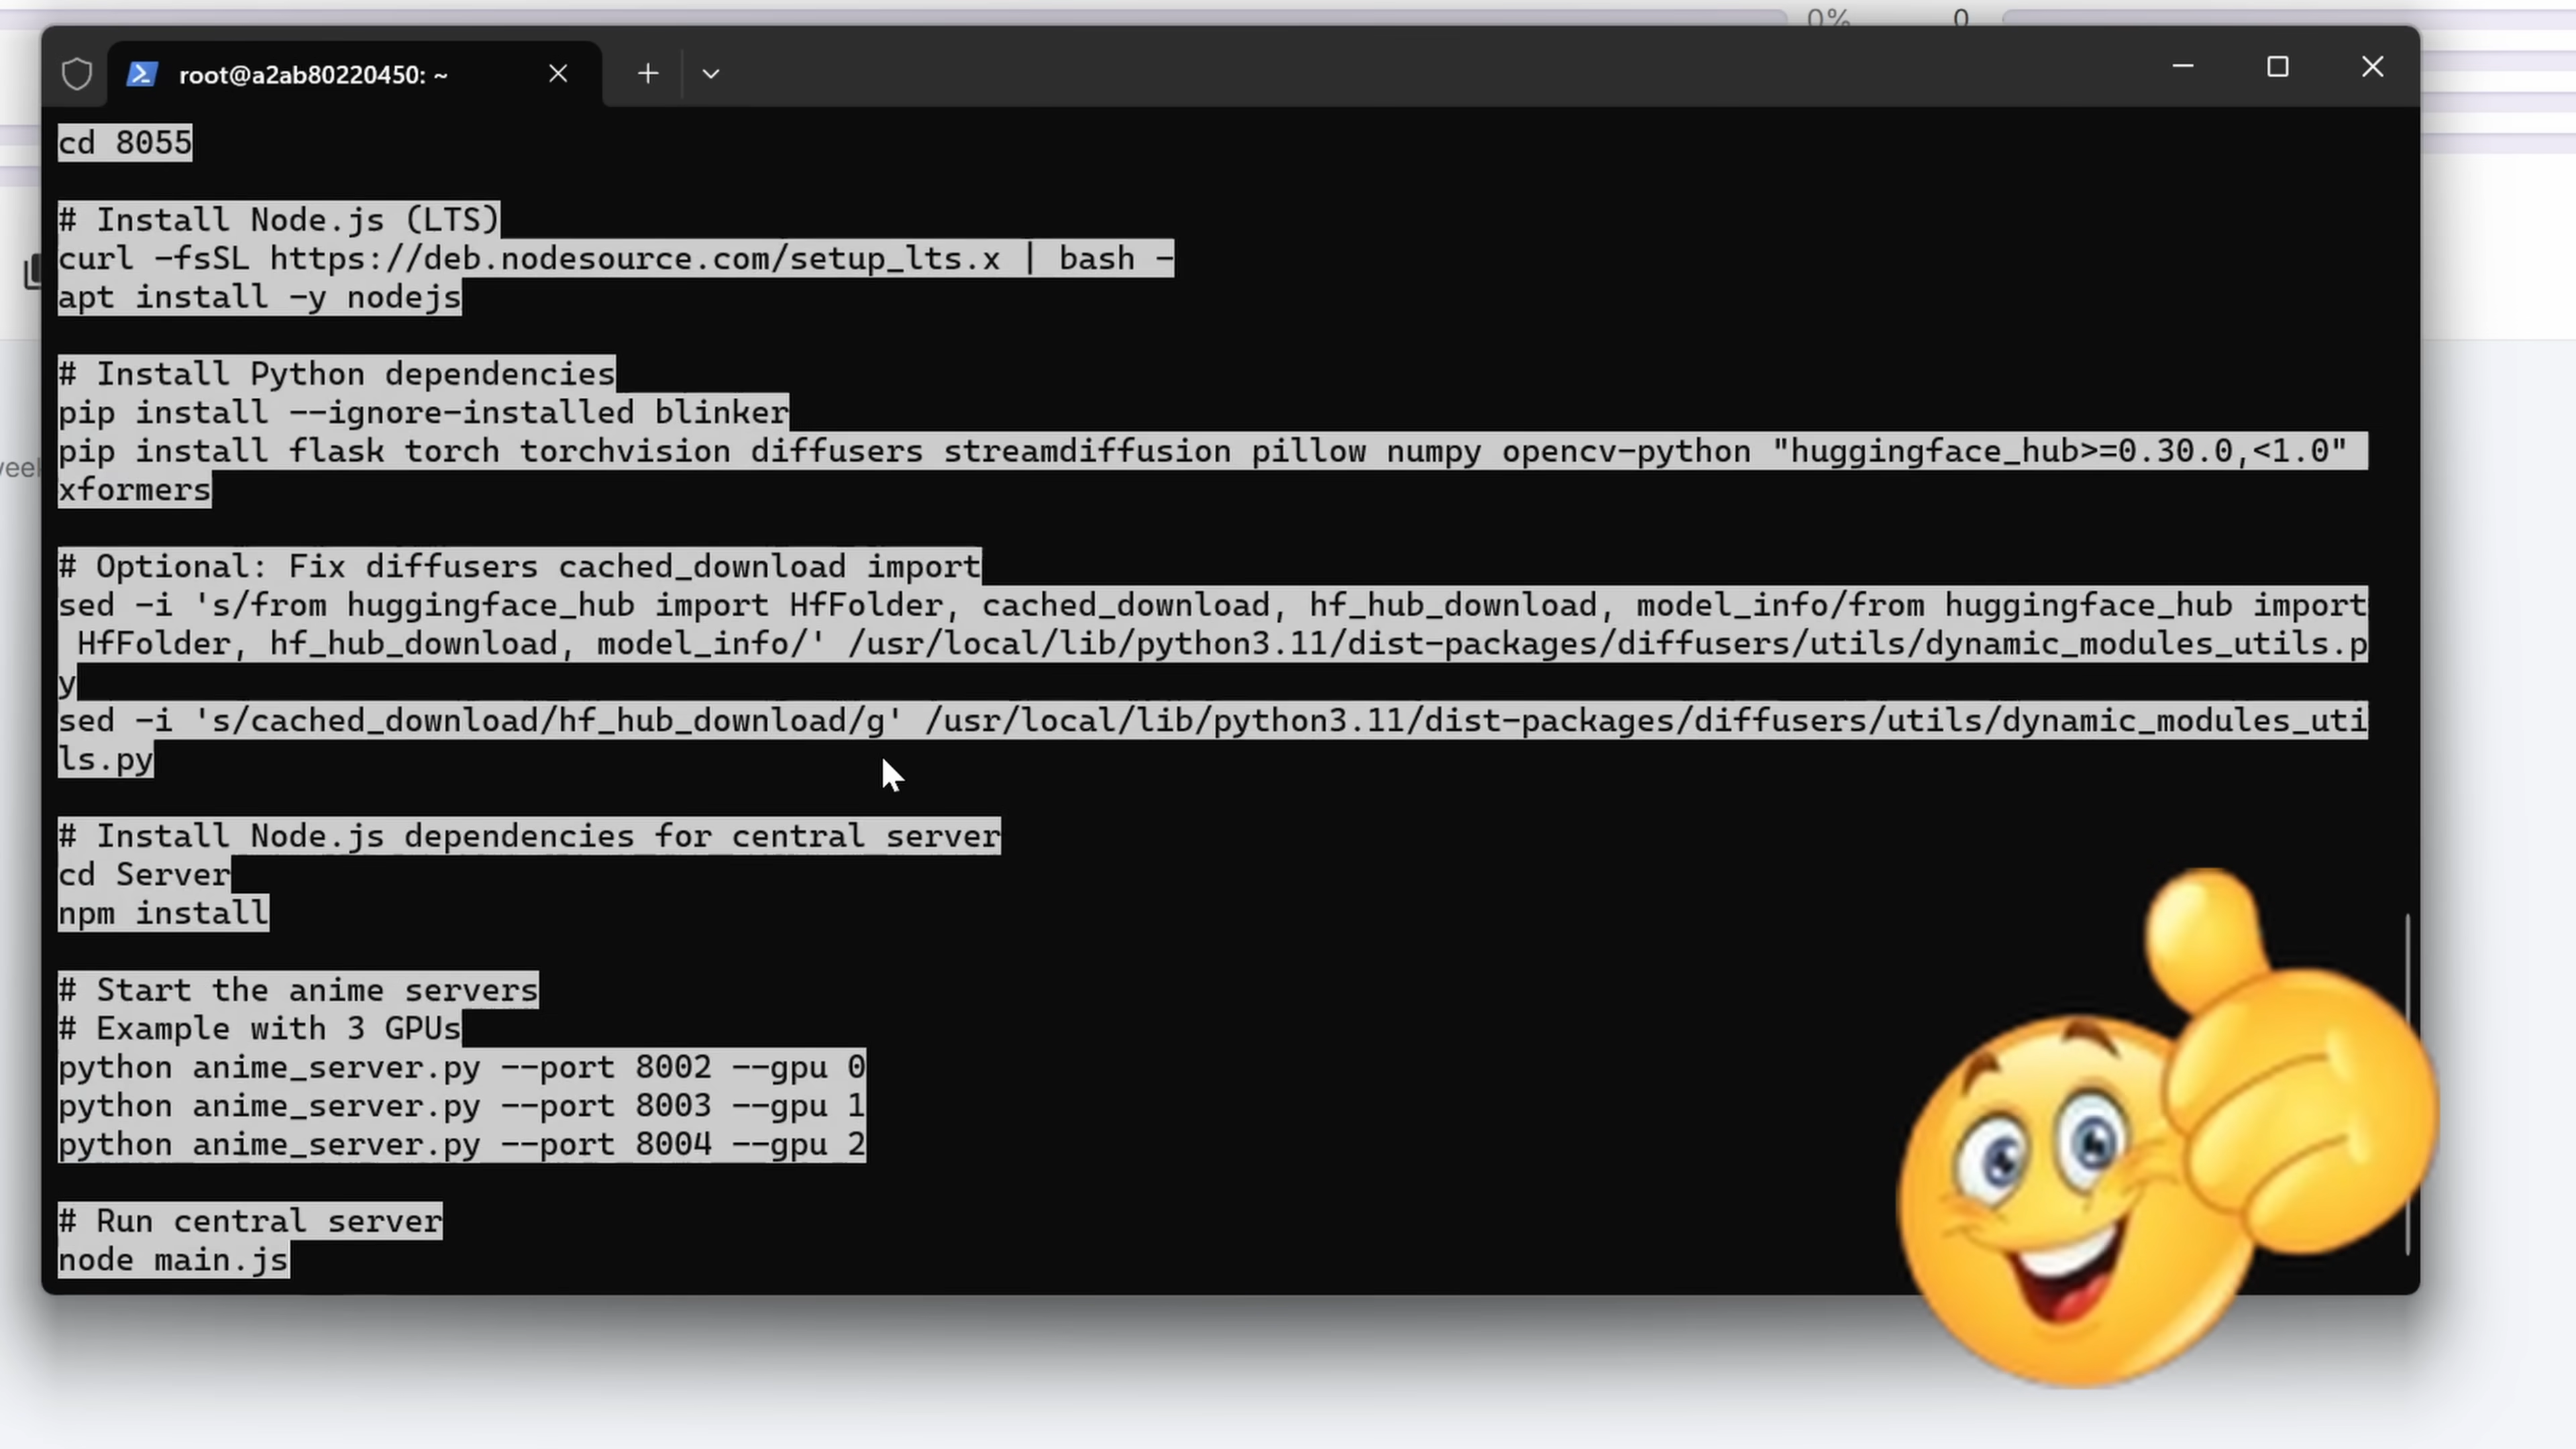 0% 0
root@a2ab80220450: ~
cd 8055
# Install Node.js (LTS)
curl -fsSL https://deb.nodesource.com/setup_lts.x | bash -
apt install -y nodejs
# Install Python dependencies
pip install --ignore-installed blinker
pip install flask torch torchvision diffusers streamdiffusion pillow numpy opencv-python "huggingface_hub>=0.30.0,<1.0"
xformers
# Optional: Fix diffusers cached_download import
sed -i 's/from huggingface_hub import HfFolder, cached_download, hf_hub_download, model_info/from huggingface_hub import
HfFolder, hf_hub_download, model_info/' /usr/local/lib/python3.11/dist-packages/diffusers/utils/dynamic_modules_utils.p
y
sed -i 's/cached_download/hf_hub_download/g' /usr/local/lib/python3.11/dist-packages/diffusers/utils/dynamic_modules_uti
ls.py
# Install Node.js dependencies for central server
cd Server
npm install
# Start the anime servers
# Example with 3 GPUs
python anime_server.py --port 8002 --gpu 0
python anime_server.py --port 8003 --gpu 1
python anime_server.py --port 8004 --gpu 2
# Run central server
node main.js